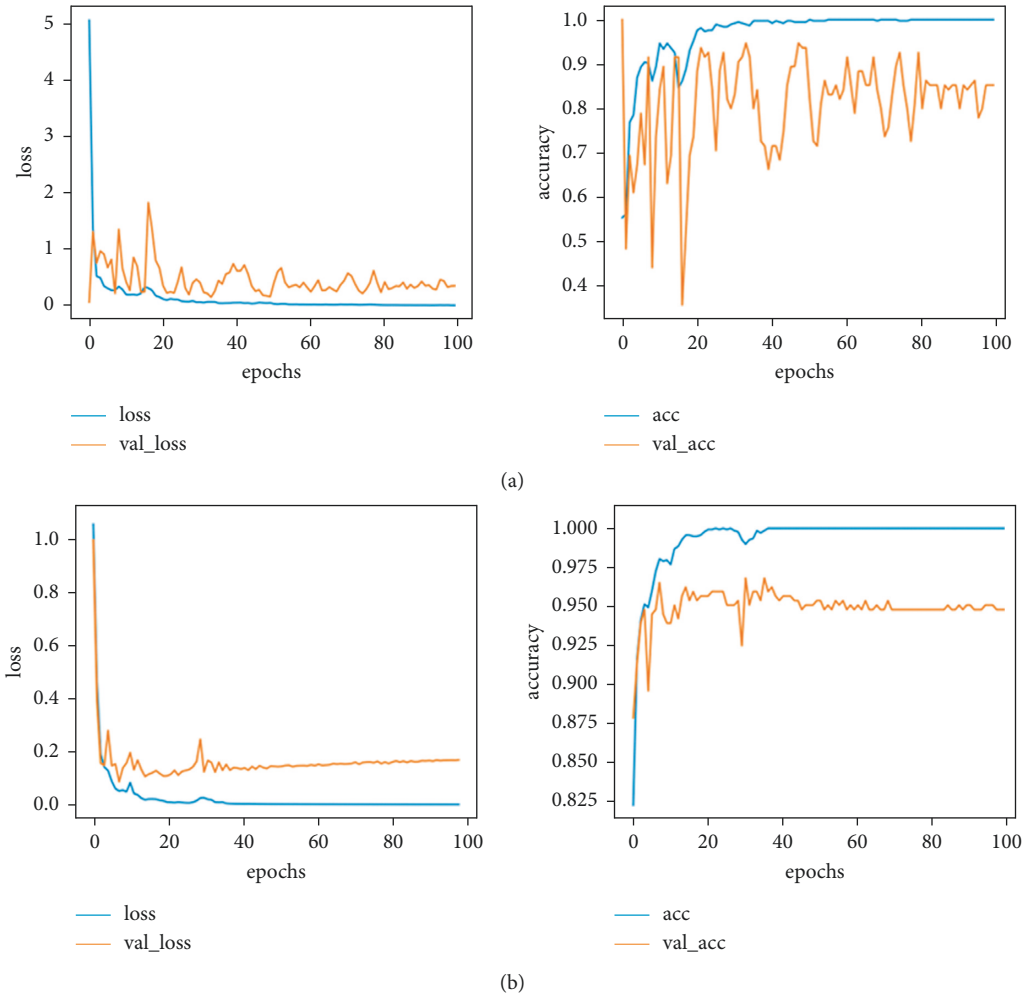 5
4
3
2
1
0
loss
0 20 40 60 80 100
epochs
loss
val_loss
1.0
0.9
0.8
0.7
0.6
0.5
0.4
accuracy
0 20 40 60 80 100
epochs
acc
val_acc
(a)
1.0
0.8
0.6
0.4
0.2
0.0
loss
0 20 40 60 80 100
epochs
loss
val_loss
1.000
0.975
0.950
0.925
0.900
0.875
0.850
0.825
accuracy
0 20 40 60 80 100
epochs
acc
val_acc
(b)